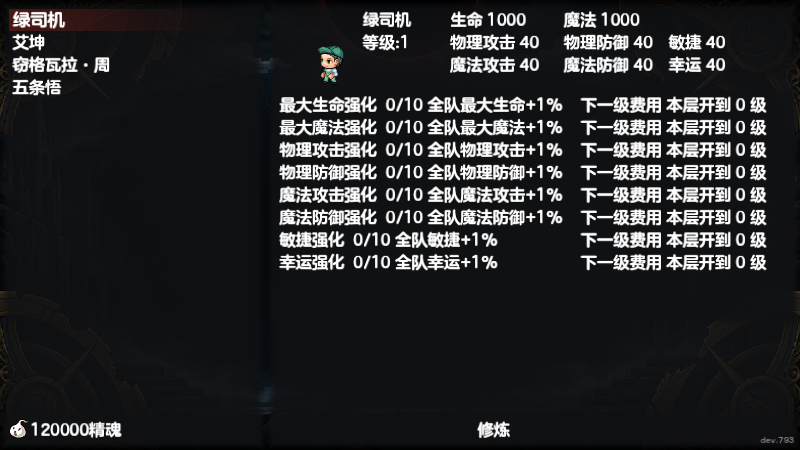 绿司机
艾坤
窃格瓦拉·周
五条悟
绿司机 生命 1000 魔法 1000
等级:1 物理攻击 40 物理防御 40 敏捷 40
魔法攻击 40 魔法防御 40 幸运 40
最大生命强化 0/10 全队最大生命+1% 下一级费用 本层开到 0 级
最大魔法强化 0/10 全队最大魔法+1% 下一级费用 本层开到 0 级
物理攻击强化 0/10 全队物理攻击+1% 下一级费用 本层开到 0 级
物理防御强化 0/10 全队物理防御+1% 下一级费用 本层开到 0 级
魔法攻击强化 0/10 全队魔法攻击+1% 下一级费用 本层开到 0 级
魔法防御强化 0/10 全队魔法防御+1% 下一级费用 本层开到 0 级
敏捷强化 0/10 全队敏捷+1% 下一级费用 本层开到 0 级
幸运强化 0/10 全队幸运+1% 下一级费用 本层开到 0 级
120000精魂
修炼
dev.793